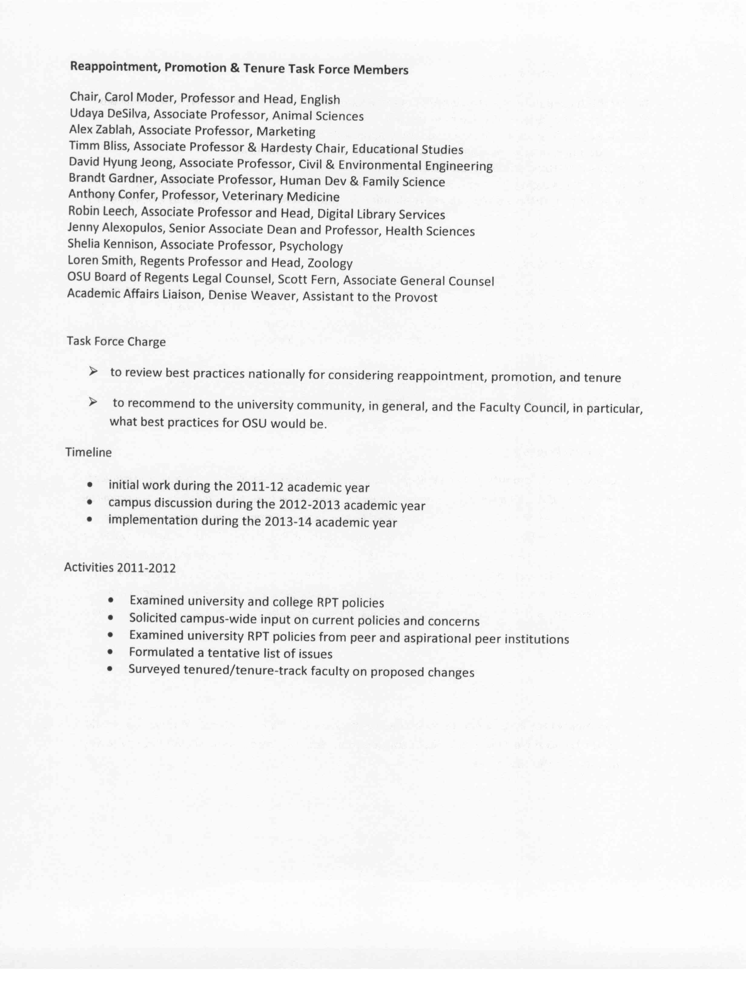 Reappointment, Promotion & Tenure Task Force Members
Chair, Carol Moder, Professor and Head, English
Udaya DeSilva, Associate Professor, Animal Sciences
Alex Zablah, Associate Professor, Marketing
Timm Bliss, Associate Professor & Hardesty Chair, Educational Studies
David Hyung Jeong, Associate Professor, Civil & Environmental Engineering
Brandt Gardner, Associate Professor, Human Dev & Family Science
Anthony Confer, Professor, Veterinary Medicine
Robin Leech, Associate Professor and Head, Digital Library Services
Jenny Alexopulos, Senior Associate Dean and Professor, Health Sciences
Shelia Kennison, Associate Professor, Psychology
Loren Smith, Regents Professor and Head, Zoology
OSU Board of Regents Legal Counsel, Scott Fern, Associate General Counsel
Academic Affairs Liaison, Denise Weaver, Assistant to the Provost
Task Force Charge
➢ to review best practices nationally for considering reappointment, promotion, and tenure
➢ to recommend to the university community, in general, and the Faculty Council, in particular,
what best practices for OSU would be.
Timeline
• initial work during the 2011-12 academic year
• campus discussion during the 2012-2013 academic year
• implementation during the 2013-14 academic year
Activities 2011-2012
• Examined university and college RPT policies
• Solicited campus-wide input on current policies and concerns
• Examined university RPT policies from peer and aspirational peer institutions
• Formulated a tentative list of issues
• Surveyed tenured/tenure-track faculty on proposed changes